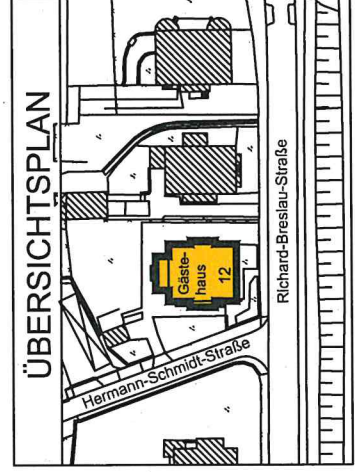 ÜBERSICHTSPLAN
Gäste-
haus
12
Hermann-Schmidt-Straße
Richard-Breslau-Straße